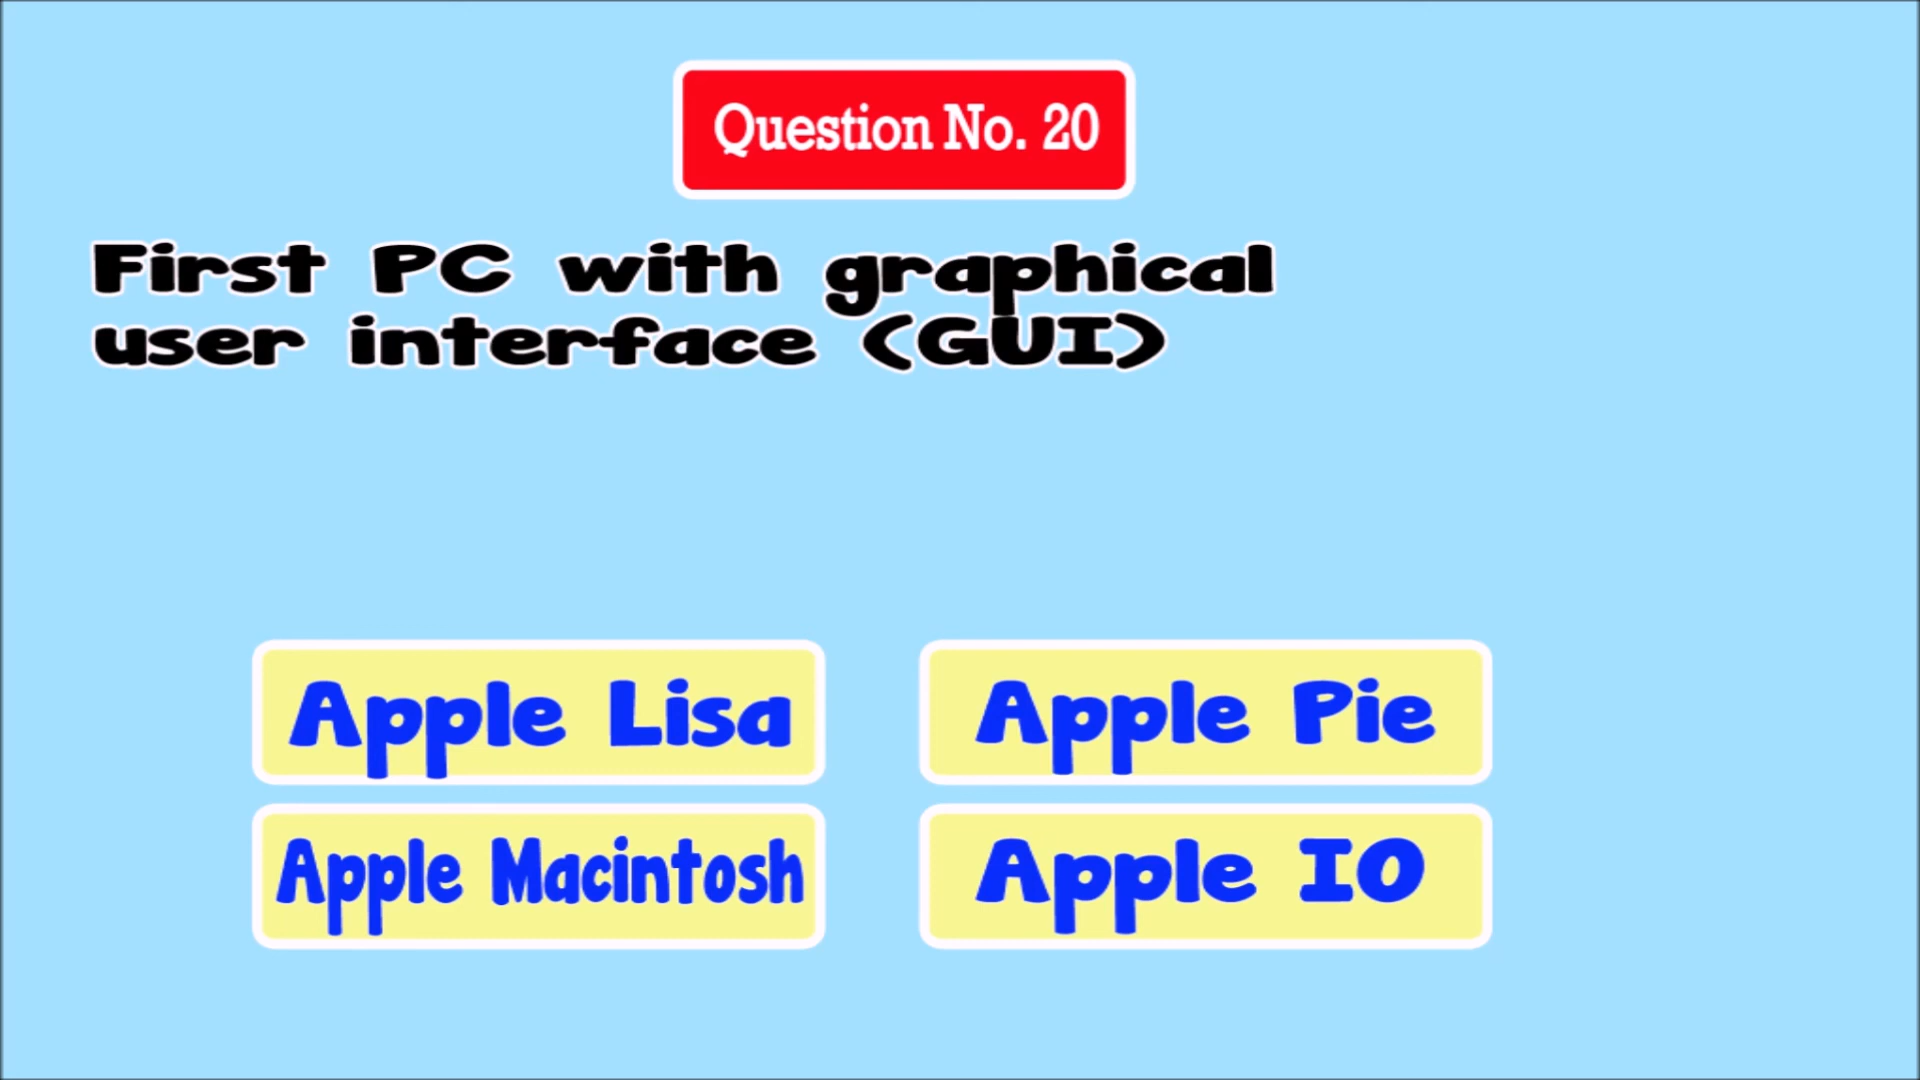 Question No. 20
First PC with graphical
user interface (GUI)
Apple Lisa
Apple Pie
Apple Macintosh
Apple IO